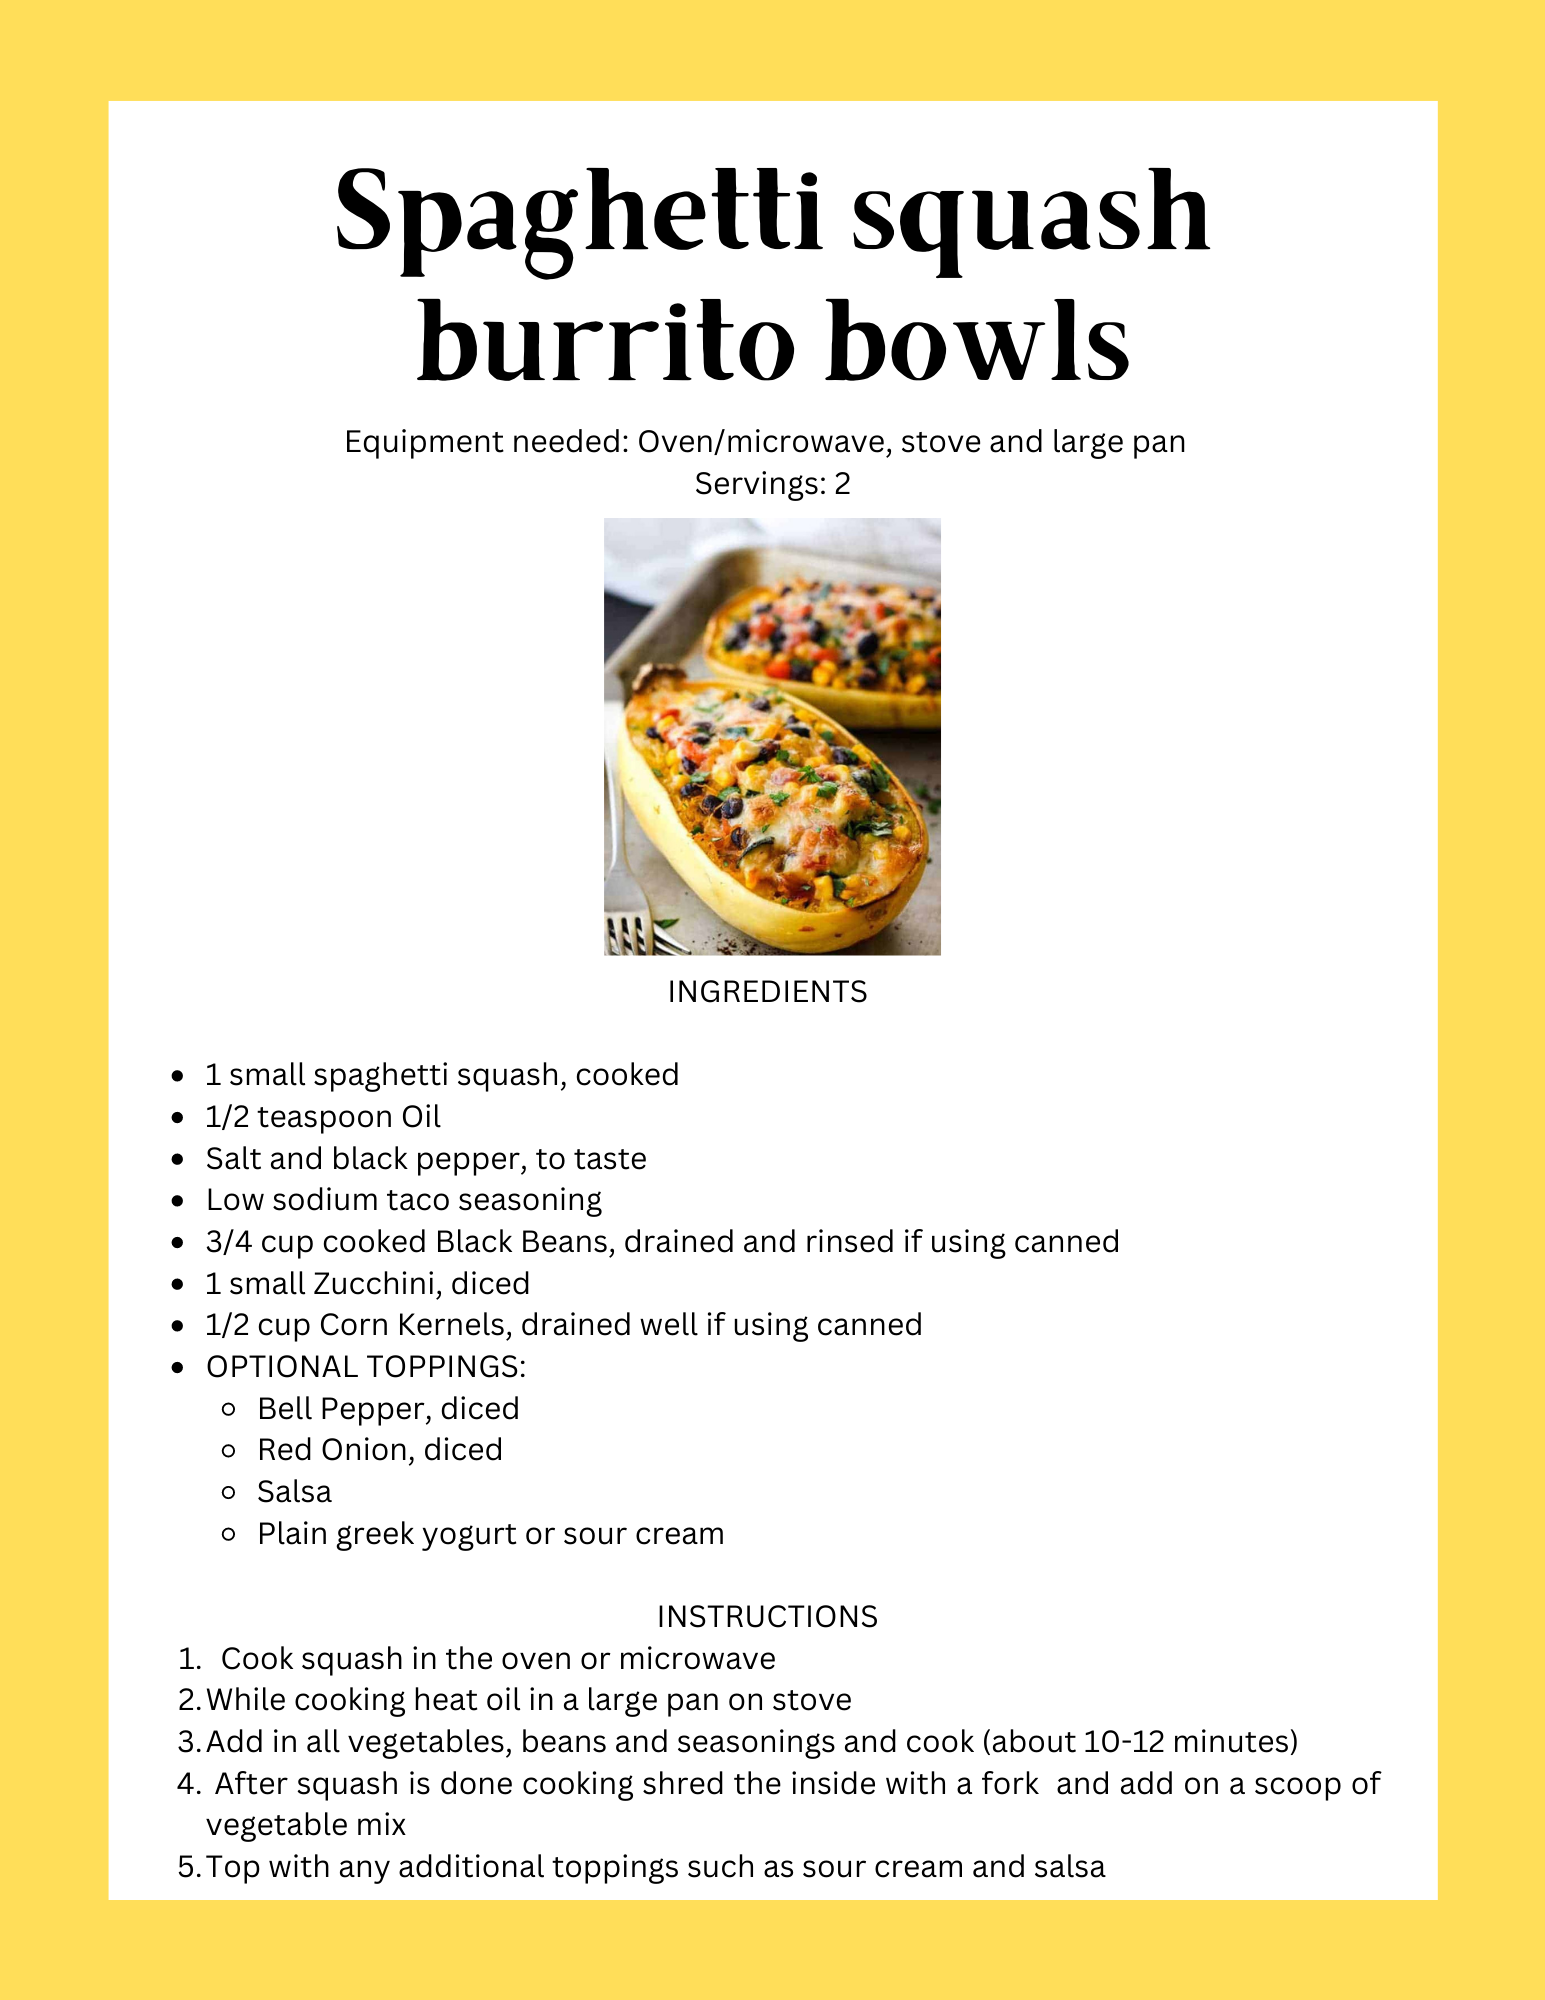 Spaghetti squash
burrito bowls
Equipment needed: Oven/microwave, stove and large pan
Servings: 2
INGREDIENTS
• 1 small spaghetti squash, cooked
• 1/2 teaspoon Oil
• Salt and black pepper, to taste
• Low sodium taco seasoning
• 3/4 cup cooked Black Beans, drained and rinsed if using canned
• 1 small Zucchini, diced
• 1/2 cup Corn Kernels, drained well if using canned
• OPTIONAL TOPPINGS:
◦ Bell Pepper, diced
◦ Red Onion, diced
◦ Salsa
◦ Plain greek yogurt or sour cream
INSTRUCTIONS
1. Cook squash in the oven or microwave
2. While cooking heat oil in a large pan on stove
3. Add in all vegetables, beans and seasonings and cook (about 10-12 minutes)
4. After squash is done cooking shred the inside with a fork and add on a scoop of
vegetable mix
5. Top with any additional toppings such as sour cream and salsa